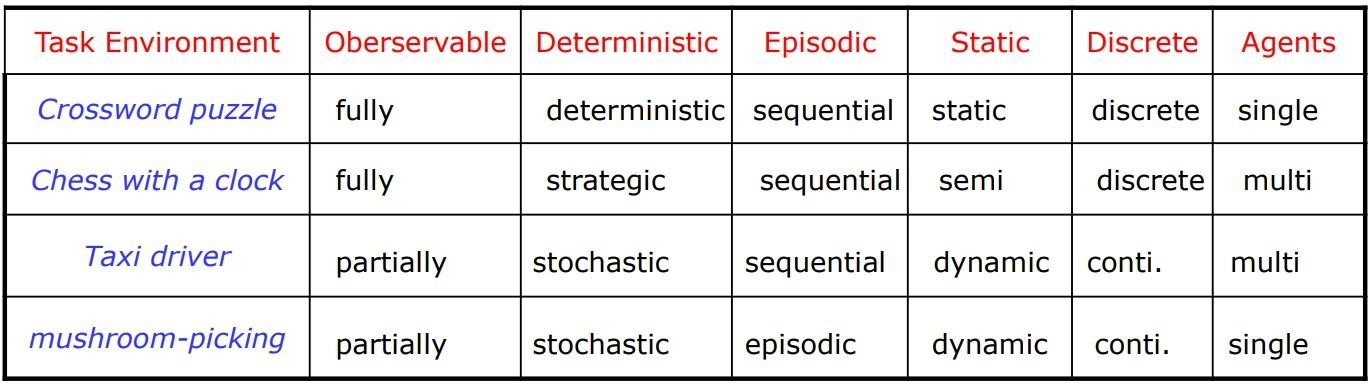 Task Environment Oberservable Deterministic Episodic Static Discrete Agents
Crossword puzzle fully deterministic sequential static discrete single
Chess with a clock fully strategic sequential semi discrete multi
Taxi driver partially stochastic sequential dynamic conti. multi
mushroom-picking partially stochastic episodic dynamic conti. single